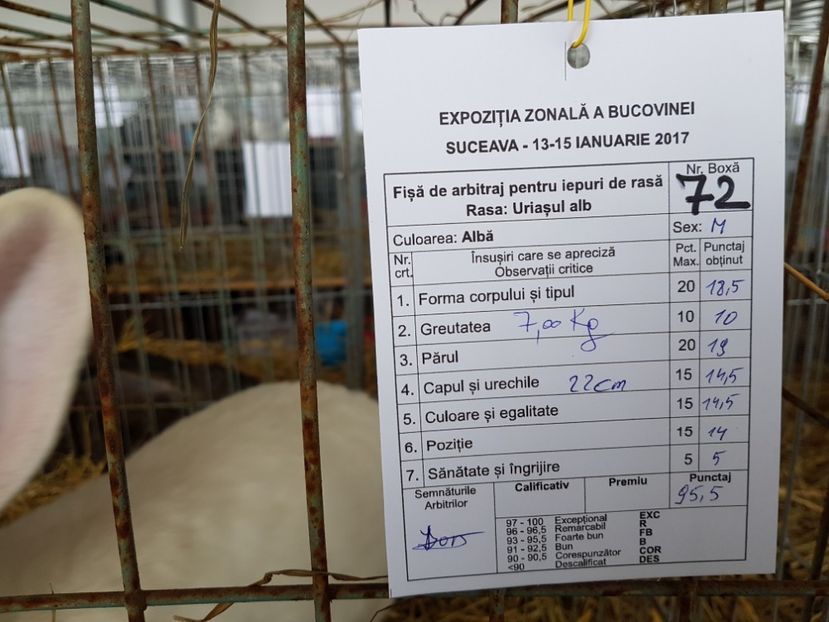 EXPOZIȚIA ZONALĂ A BUCOVINEI
SUCEAVA - 13-15 IANUARIE 2017
Fișă de arbitraj pentru iepuri de rasă
Rasa: Uriașul alb
Nr. Boxă
72
Culoarea: Albă
Sex: M
Nr. crt.
Însușiri care se apreciză
Observații critice
Pct. Max.
Punctaj obținut
1. Forma corpului și tipul 20 18,5
2. Greutatea 7,00 Kg 10 10
3. Părul 20 19
4. Capul și urechile 22cm 15 14,5
5. Culoare și egalitate 15 14,5
6. Poziție 15 14
7. Sănătate și îngrijire 5 5
Semnăturile Arbitrilor
Calificativ
Premiu
Punctaj
95,5
97 - 100 Excepțional EXC
96 - 96,5 Remarcabil R
93 - 95,5 Foarte bun FB
91 - 92,5 Bun B
90 - 90,5 Corespunzător COR
<90 Descalificat DES